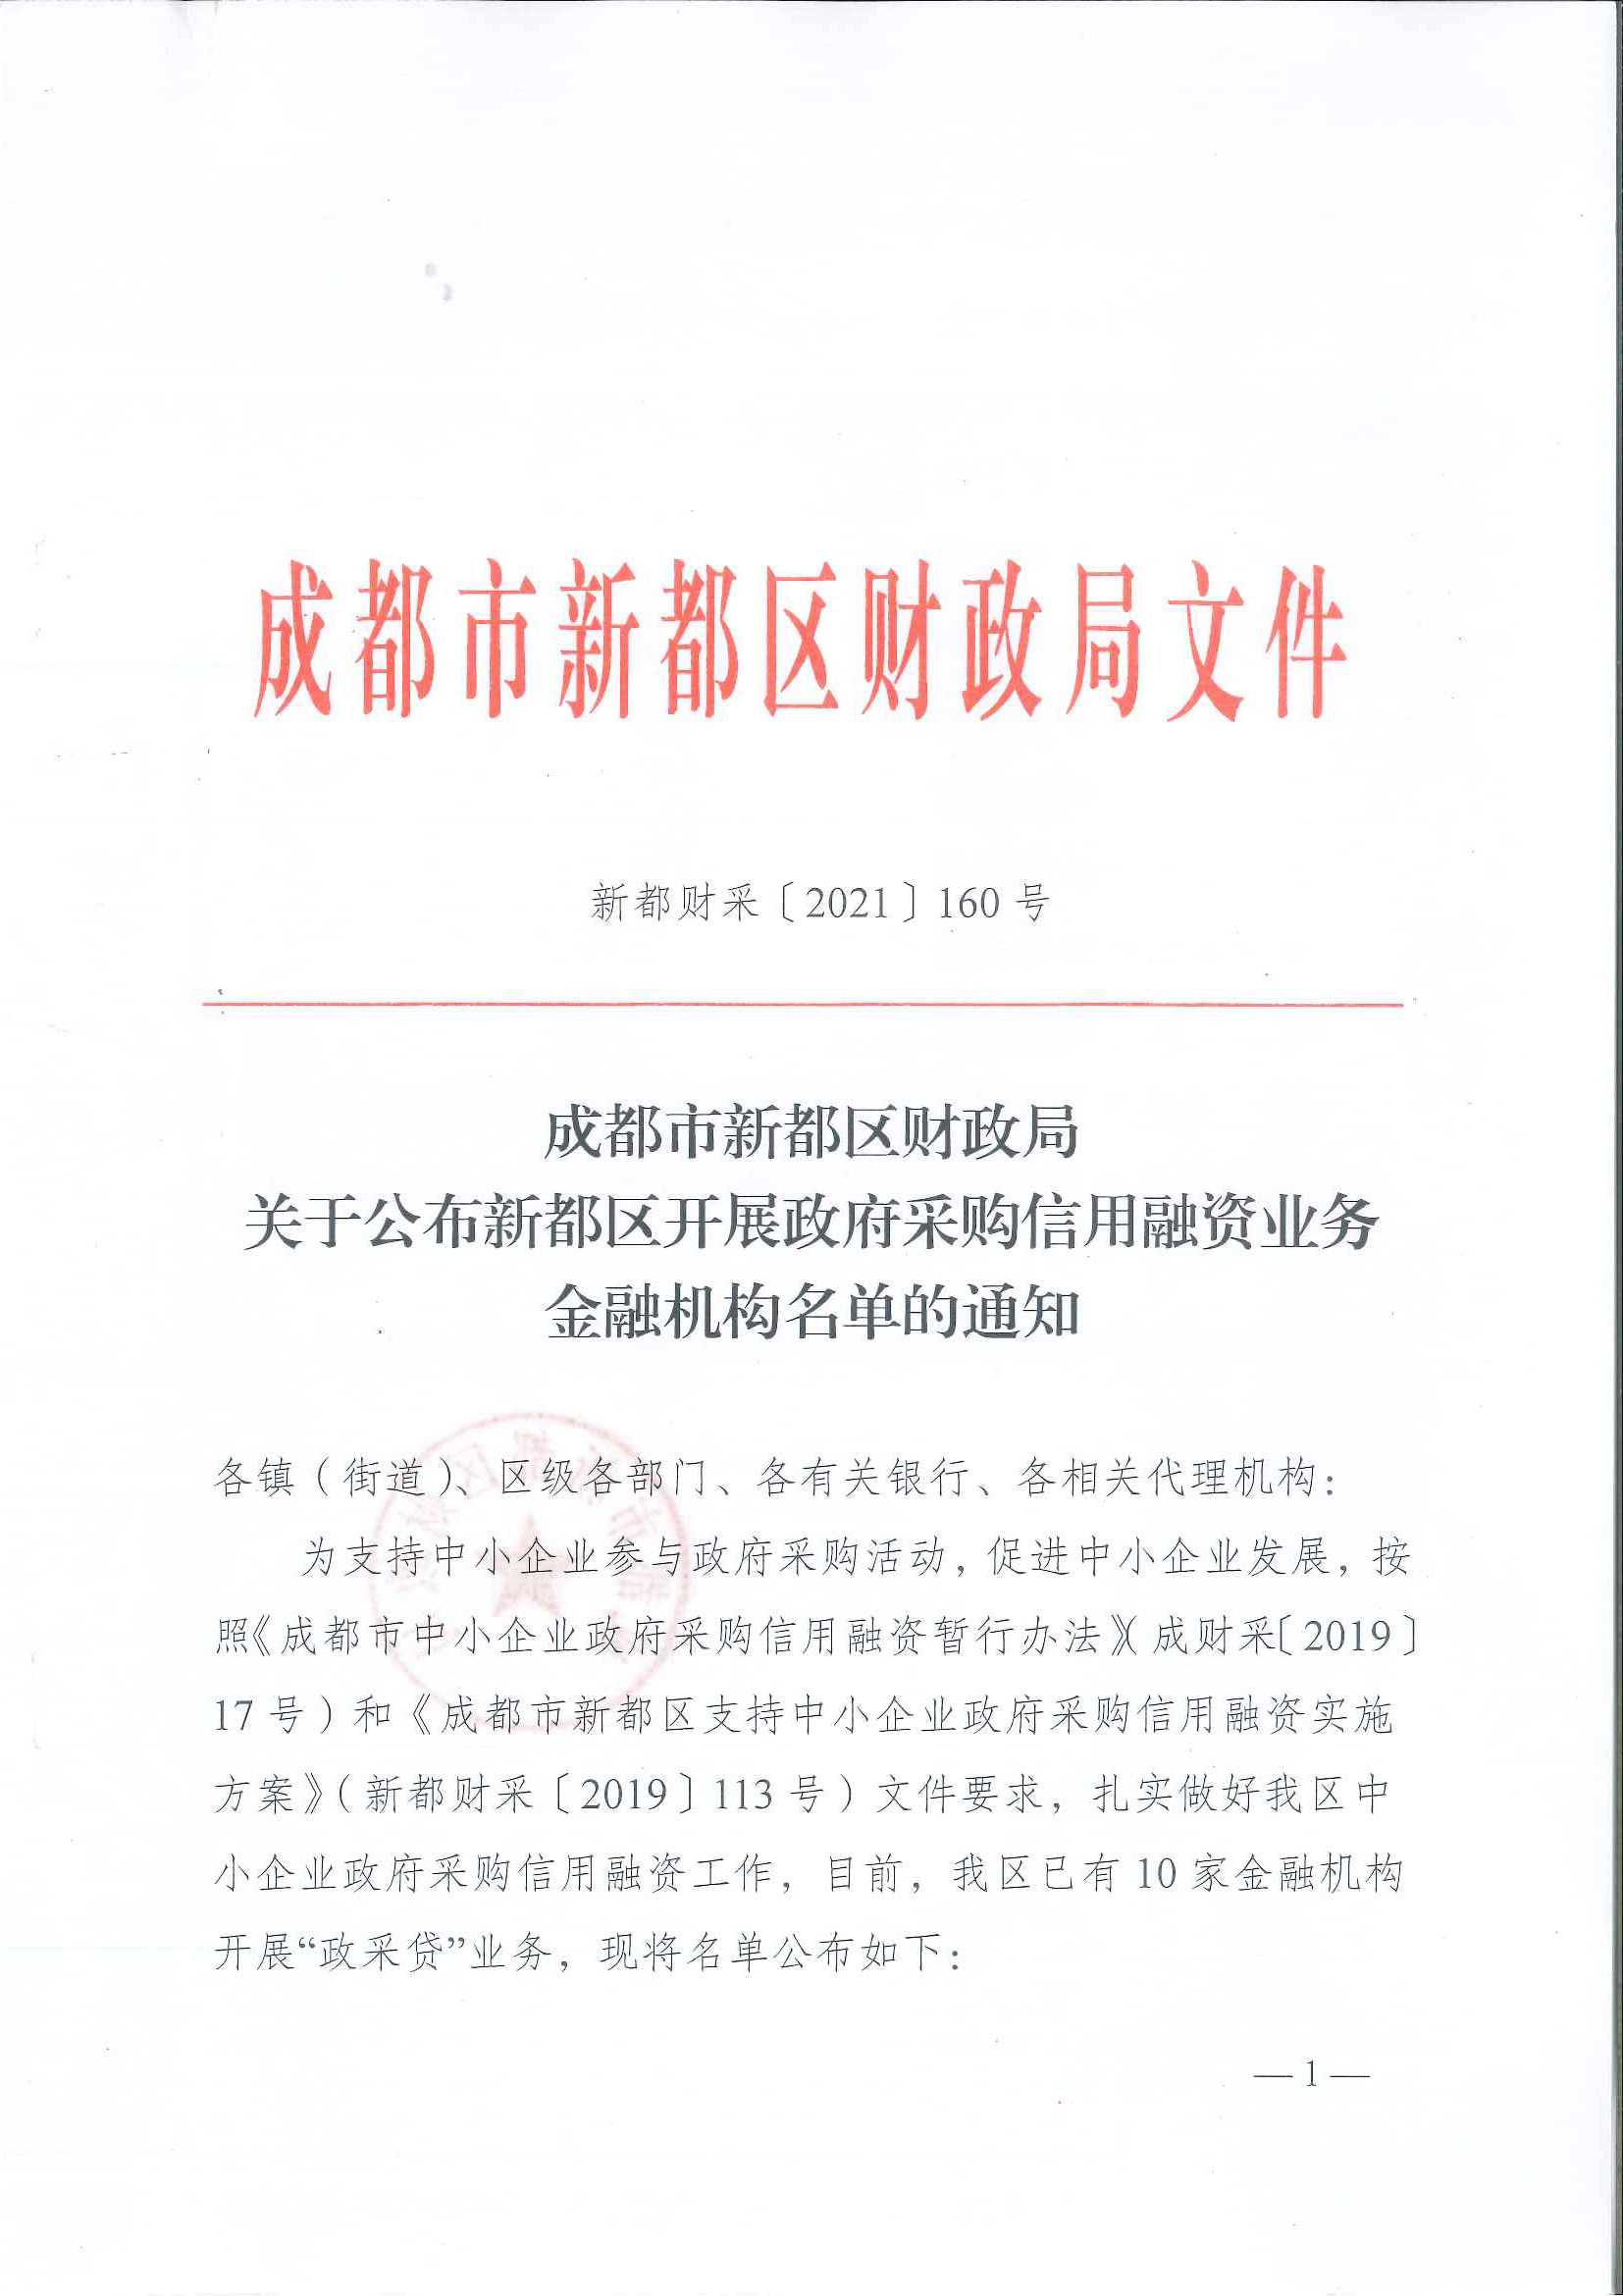 成都市新都区财政局文件
新都财采〔2021〕160 号
成都市新都区财政局
关于公布新都区开展政府采购信用融资业务
金融机构名单的通知
各镇（街道）、区级各部门、各有关银行、各相关代理机构：
为支持中小企业参与政府采购活动，促进中小企业发展，按
照《成都市中小企业政府采购信用融资暂行办法》（成财采〔2019〕
17 号）和《成都市新都区支持中小企业政府采购信用融资实施
方案》（新都财采〔2019〕113 号）文件要求，扎实做好我区中
小企业政府采购信用融资工作，目前，我区已有 10 家金融机构
开展“政采贷”业务，现将名单公布如下：
— 1 —